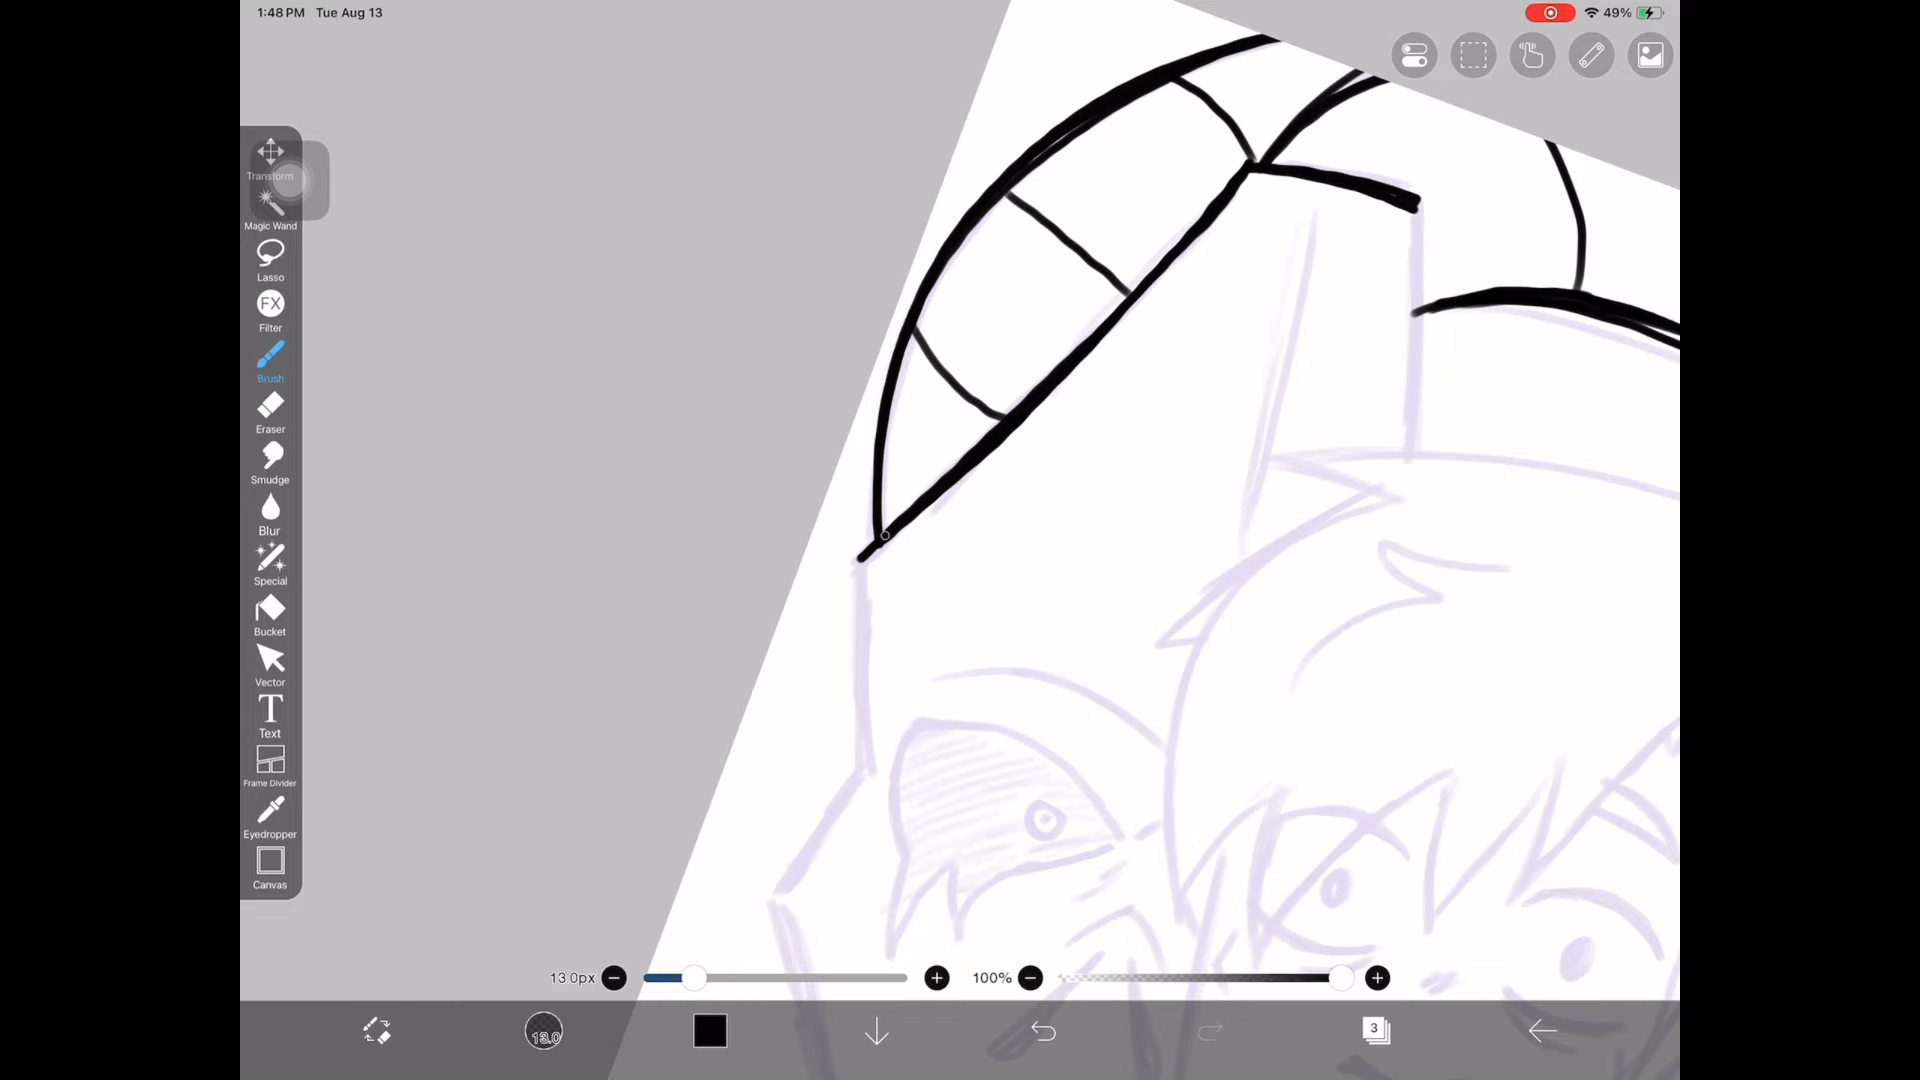 1:48 PM Tue Aug 13
49%
Transform
Magic Wand
Lasso
FX
Filter
Brush
Eraser
Smudge
Blur
Special
Bucket
Vector
T
Text
Frame Divider
Eyedropper
Canvas
13.0px
100%
13.0
3